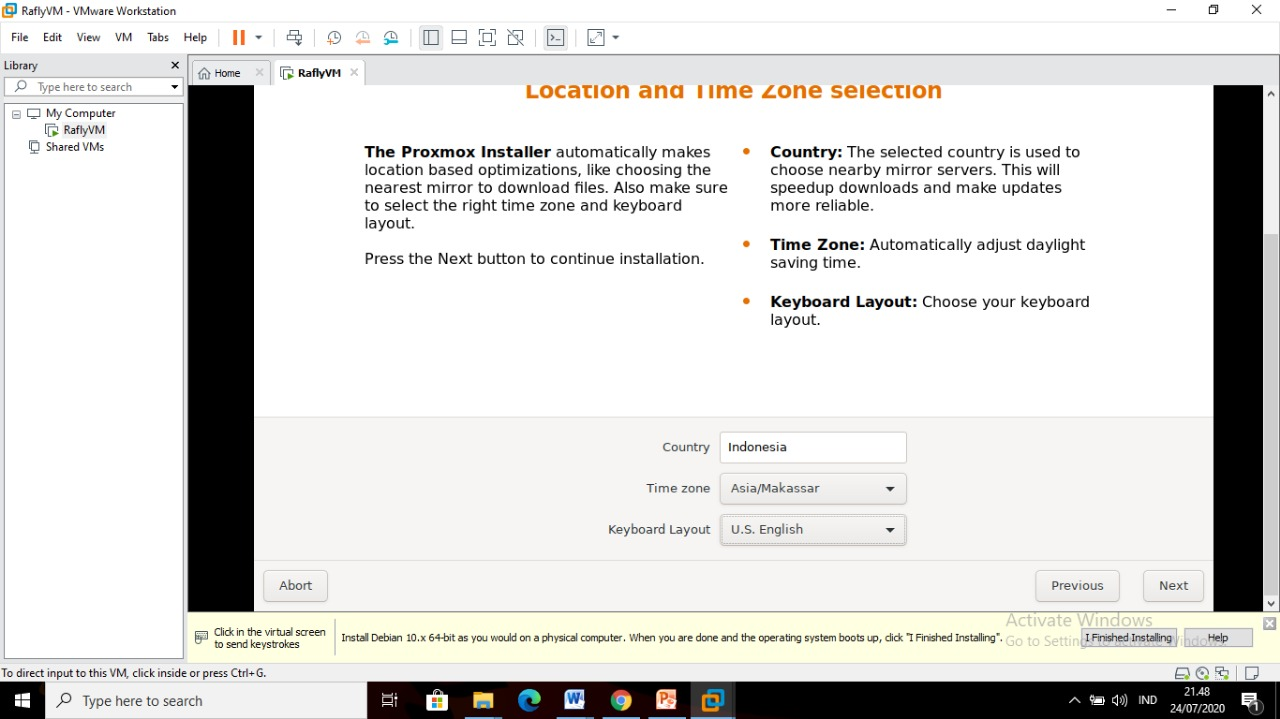 RaflyVM - VMware Workstation
File Edit View VM Tabs Help
Library
Type here to search
My Computer
RaflyVM
Shared VMs
Home
RaflyVM
Location and Time Zone selection
The Proxmox Installer automatically makes
location based optimizations, like choosing the
nearest mirror to download files. Also make sure
to select the right time zone and keyboard
layout.
Press the Next button to continue installation.
• Country: The selected country is used to
choose nearby mirror servers. This will
speedup downloads and make updates
more reliable.
• Time Zone: Automatically adjust daylight
saving time.
• Keyboard Layout: Choose your keyboard
layout.
Country Indonesia
Time zone Asia/Makassar
Keyboard Layout U.S. English
Abort Previous Next
Click in the virtual screen
to send keystrokes
Install Debian 10.x 64-bit as you would on a physical computer. When you are done and the operating system boots up, click "I Finished Installing".
I Finished Installing Help
Activate Windows
Go to Settings to activate Windows.
To direct input to this VM, click inside or press Ctrl+G.
Type here to search
IND
21.48
24/07/2020
1